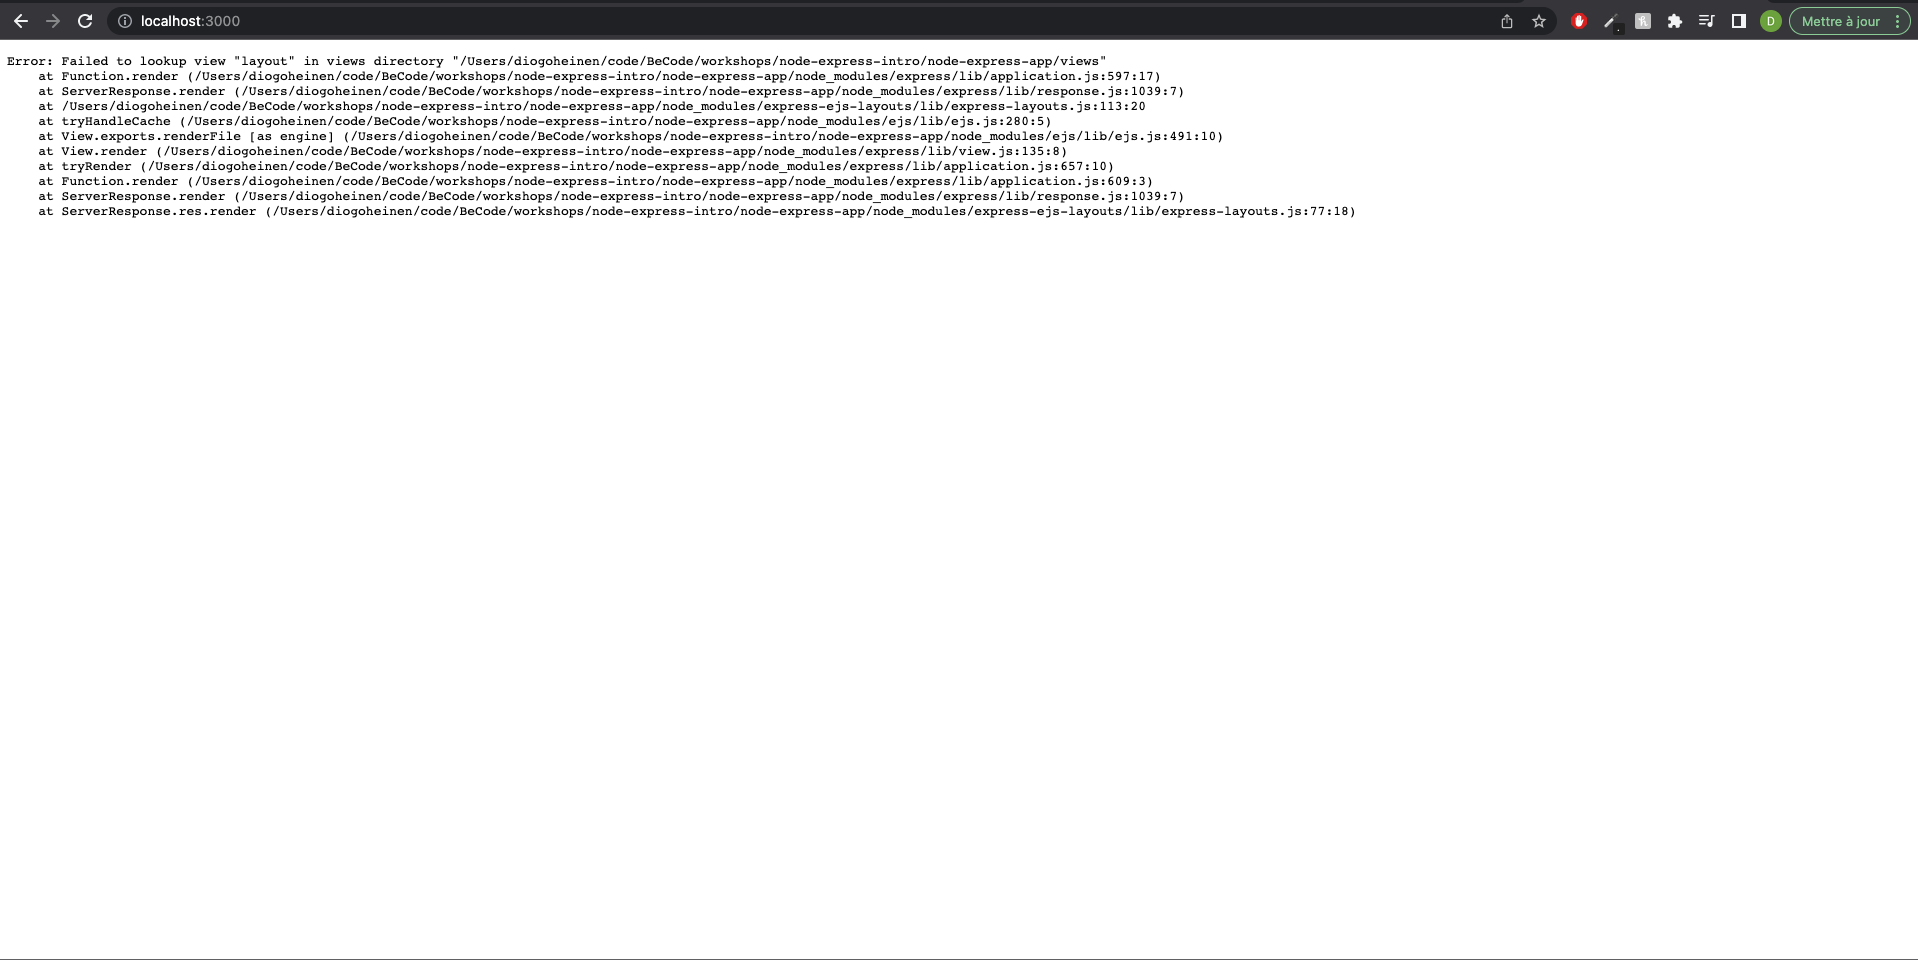 localhost:3000
D
Mettre à jour
Error: Failed to lookup view "layout" in views directory "/Users/diogoheinen/code/BeCode/workshops/node-express-intro/node-express-app/views"
at Function.render (/Users/diogoheinen/code/BeCode/workshops/node-express-intro/node-express-app/node_modules/express/lib/application.js:597:17)
at ServerResponse.render (/Users/diogoheinen/code/BeCode/workshops/node-express-intro/node-express-app/node_modules/express/lib/response.js:1039:7)
at /Users/diogoheinen/code/BeCode/workshops/node-express-intro/node-express-app/node_modules/express-ejs-layouts/lib/express-layouts.js:113:20
at tryHandleCache (/Users/diogoheinen/code/BeCode/workshops/node-express-intro/node-express-app/node_modules/ejs/lib/ejs.js:280:5)
at View.exports.renderFile [as engine] (/Users/diogoheinen/code/BeCode/workshops/node-express-intro/node-express-app/node_modules/ejs/lib/ejs.js:491:10)
at View.render (/Users/diogoheinen/code/BeCode/workshops/node-express-intro/node-express-app/node_modules/express/lib/view.js:135:8)
at tryRender (/Users/diogoheinen/code/BeCode/workshops/node-express-intro/node-express-app/node_modules/express/lib/application.js:657:10)
at Function.render (/Users/diogoheinen/code/BeCode/workshops/node-express-intro/node-express-app/node_modules/express/lib/application.js:609:3)
at ServerResponse.render (/Users/diogoheinen/code/BeCode/workshops/node-express-intro/node-express-app/node_modules/express/lib/response.js:1039:7)
at ServerResponse.res.render (/Users/diogoheinen/code/BeCode/workshops/node-express-intro/node-express-app/node_modules/express-ejs-layouts/lib/express-layouts.js:77:18)